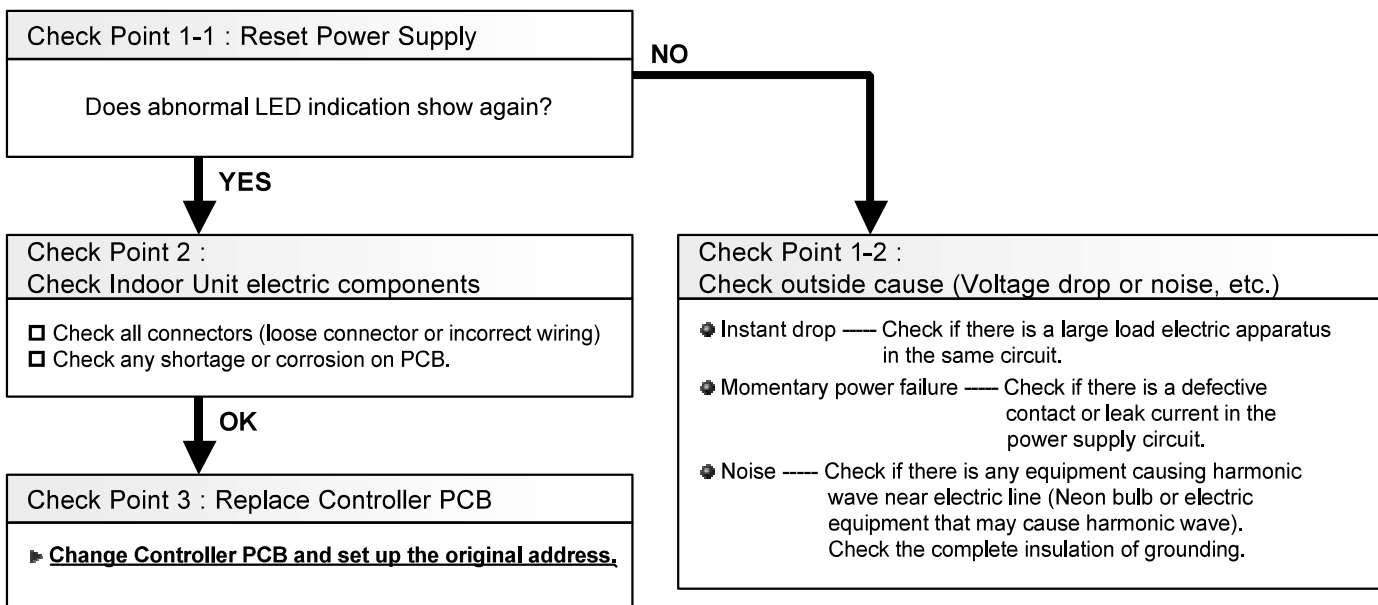 Check Point 1-1 : Reset Power Supply
Does abnormal LED indication show again?
NO
YES
Check Point 2 :
Check Indoor Unit electric components
Check all connectors (loose connector or incorrect wiring)
Check any shortage or corrosion on PCB.
OK
Check Point 3 : Replace Controller PCB
Change Controller PCB and set up the original address.
Check Point 1-2 :
Check outside cause (Voltage drop or noise, etc.)
Instant drop ----- Check if there is a large load electric apparatus
in the same circuit.
Momentary power failure ----- Check if there is a defective
contact or leak current in the
power supply circuit.
Noise ----- Check if there is any equipment causing harmonic
wave near electric line (Neon bulb or electric
equipment that may cause harmonic wave).
Check the complete insulation of grounding.